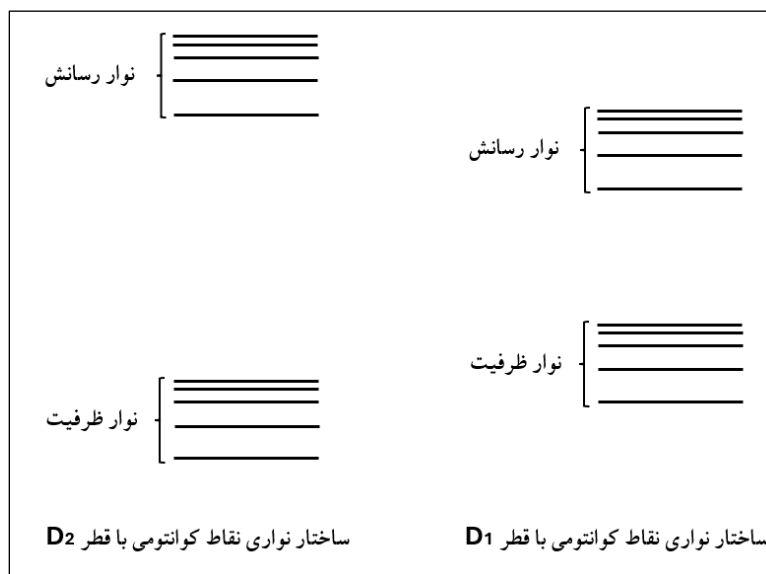 نوار رسانش
نوار رسانش
نوار ظرفیت
نوار ظرفیت
ساختار نواری نقاط کوانتومی با قطر D1
ساختار نواری نقاط کوانتومی با قطر D2